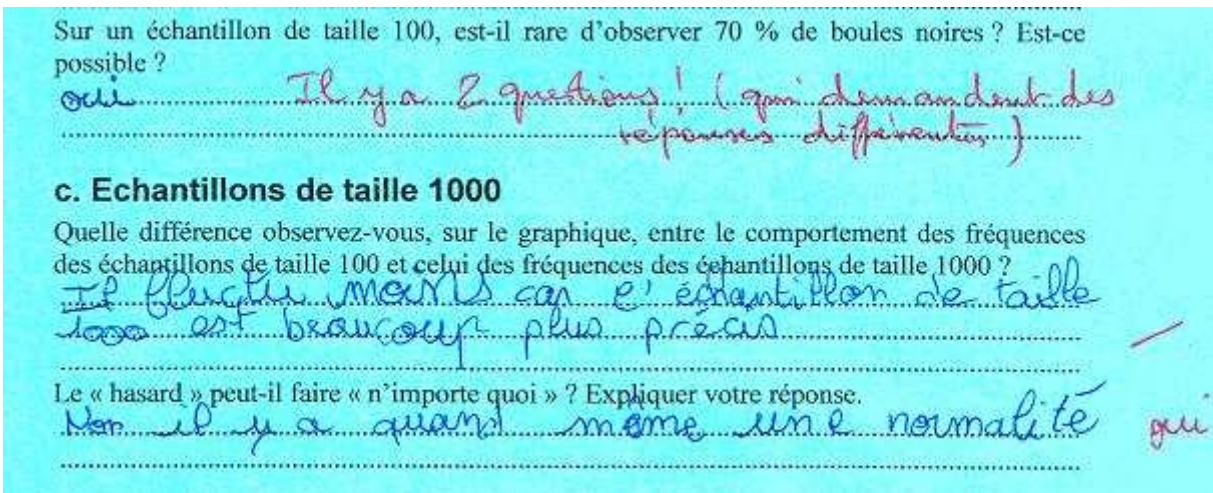 Sur un échantillon de taille 100, est-il rare d'observer 70 % de boules noires ? Est-ce
possible ?
oui Il y a 2 questions ! (qui demandent des
réponses différentes)
c. Echantillons de taille 1000
Quelle différence observez-vous, sur le graphique, entre le comportement des fréquences
des échantillons de taille 100 et celui des fréquences des échantillons de taille 1000 ?
Il fluctu moins car l'échantillon de taille
1000 est beaucoup plus précis
Le « hasard » peut-il faire « n'importe quoi » ? Expliquer votre réponse.
Non il y a quand même une normalité oui